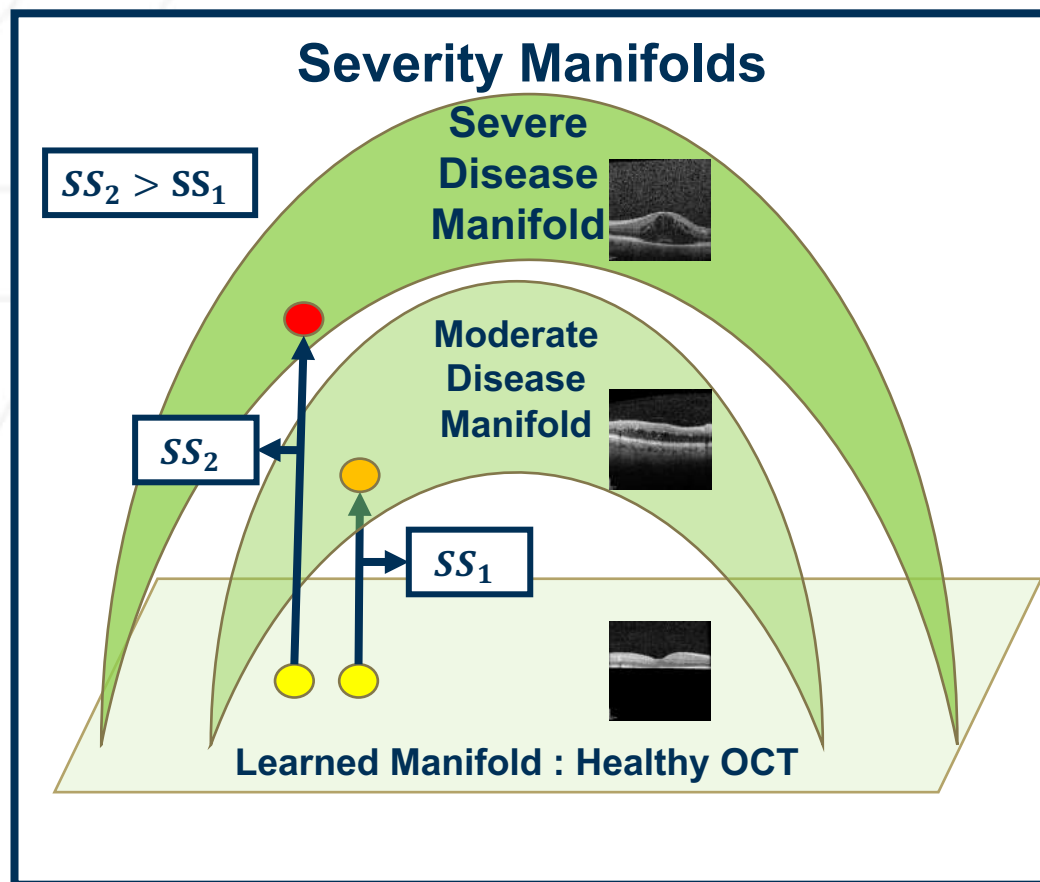 Severity Manifolds
Severe
Disease
Manifold
SS₂ > SS₁
Moderate
Disease
Manifold
SS₂
SS₁
Learned Manifold : Healthy OCT